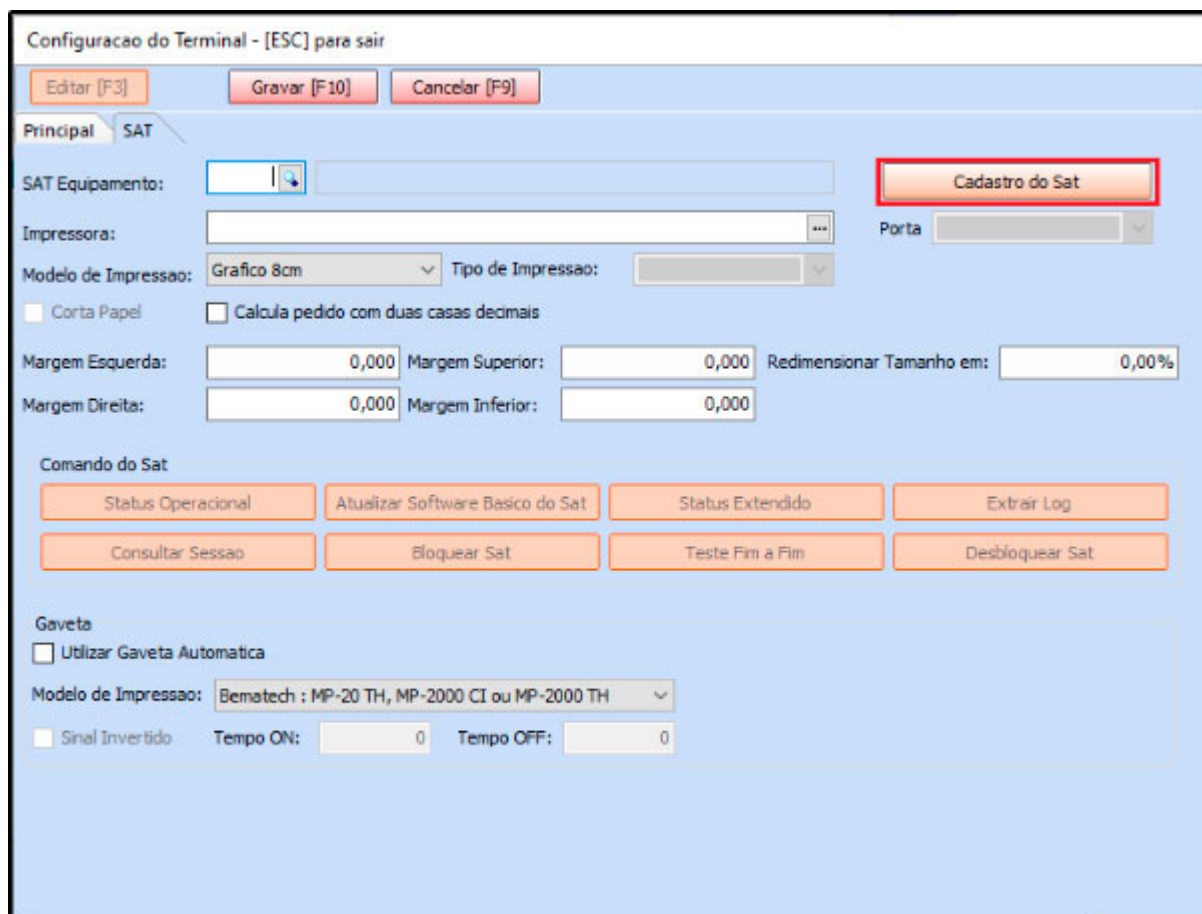 Configuracao do Terminal - [ESC] para sair
Editar [F3] Gravar [F10] Cancelar [F9]
Principal SAT
SAT Equipamento: Cadastro do Sat
Impressora: ... Porta
Modelo de Impressao: Grafico 8cm Tipo de Impressao:
Corta Papel Calcula pedido com duas casas decimais
Margem Esquerda: 0,000 Margem Superior: 0,000 Redimensionar Tamanho em: 0,00%
Margem Direita: 0,000 Margem Inferior: 0,000
Comando do Sat
Status Operacional Atualizar Software Basico do Sat Status Extendido Extrair Log
Consultar Sessao Bloquear Sat Teste Fim a Fim Desbloquear Sat
Gaveta
Utilizar Gaveta Automatica
Modelo de Impressao: Bematech : MP-20 TH, MP-2000 CI ou MP-2000 TH
Sinal Invertido Tempo ON: 0 Tempo OFF: 0